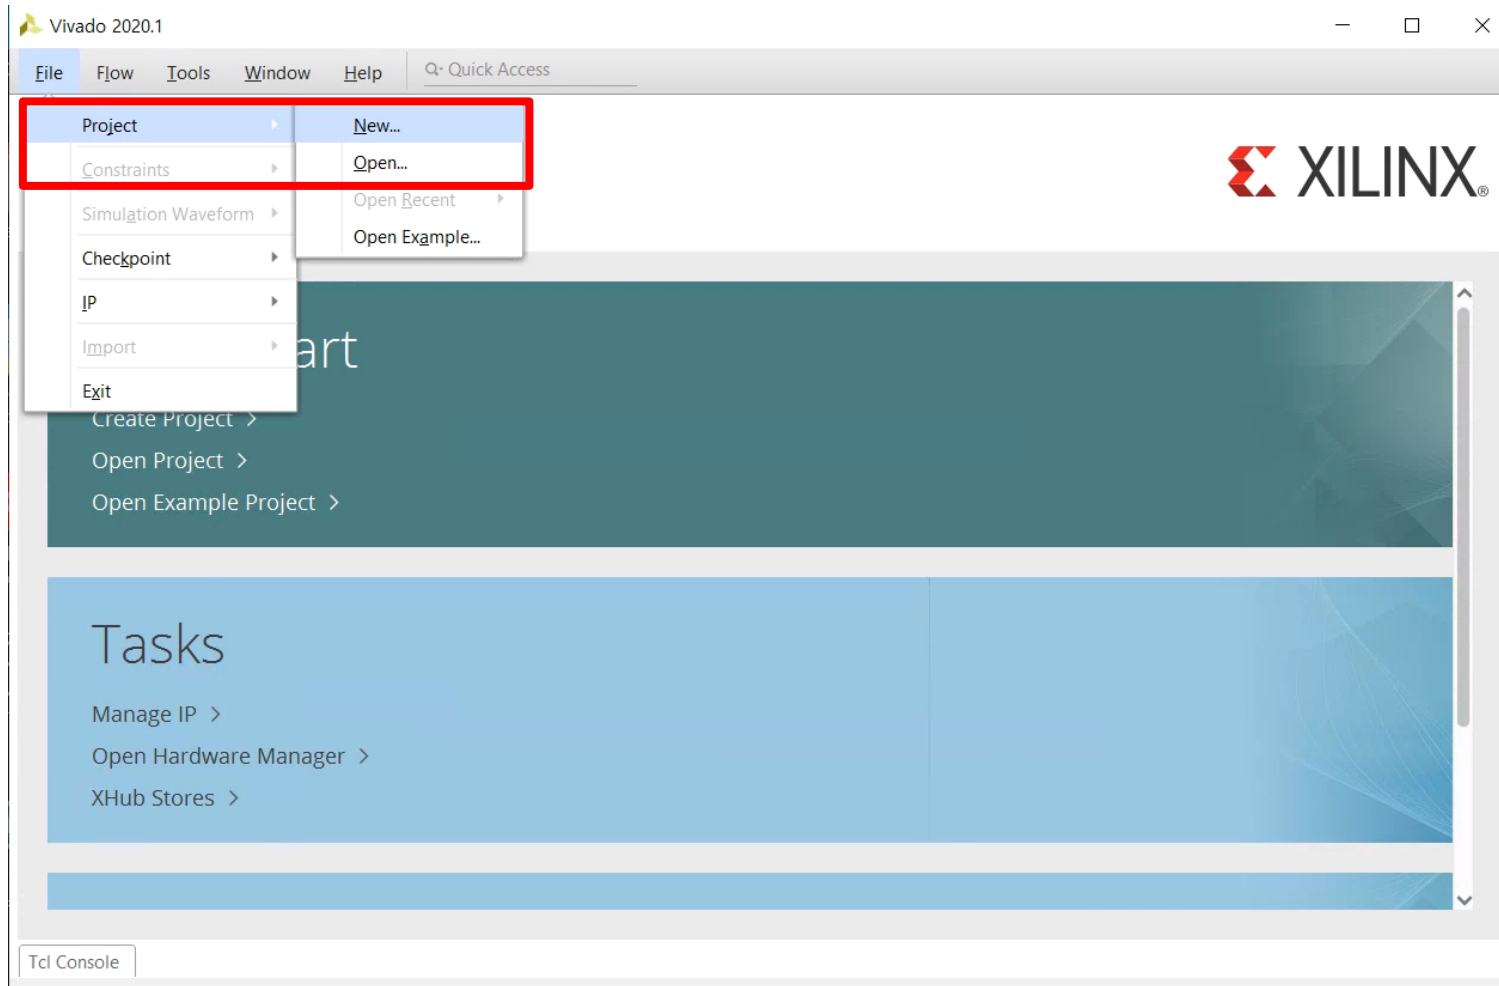 Vivado 2020.1
File Flow Tools Window Help Quick Access
Project
Constraints
Simulation Waveform
Checkpoint
IP
Import
Exit
New...
Open...
Open Recent
Open Example...
XILINX®
art
Create Project >
Open Project >
Open Example Project >
Tasks
Manage IP >
Open Hardware Manager >
XHub Stores >
Tcl Console